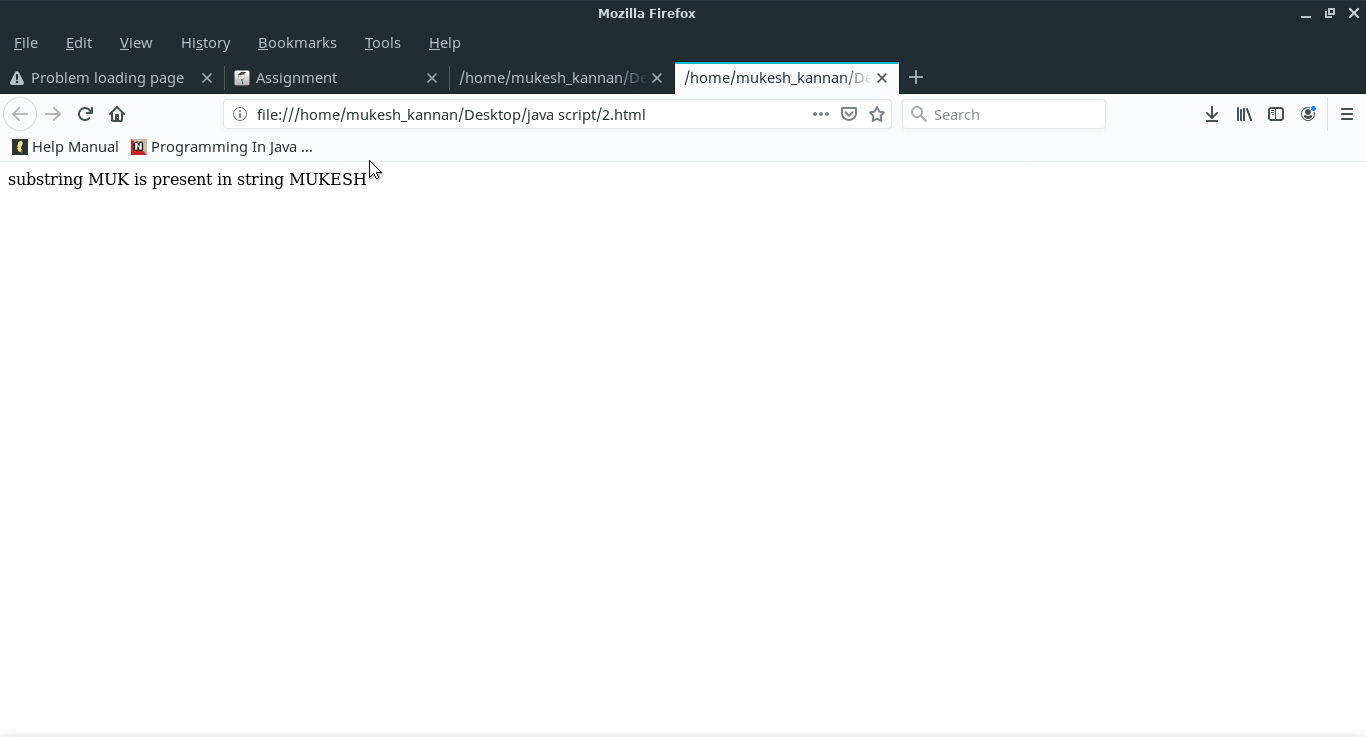 Mozilla Firefox
File Edit View History Bookmarks Tools Help
Problem loading page Assignment /home/mukesh_kannan/De /home/mukesh_kannan/De
file:///home/mukesh_kannan/Desktop/java script/2.html Search
Help Manual Programming In Java ...
substring MUK is present in string MUKESH